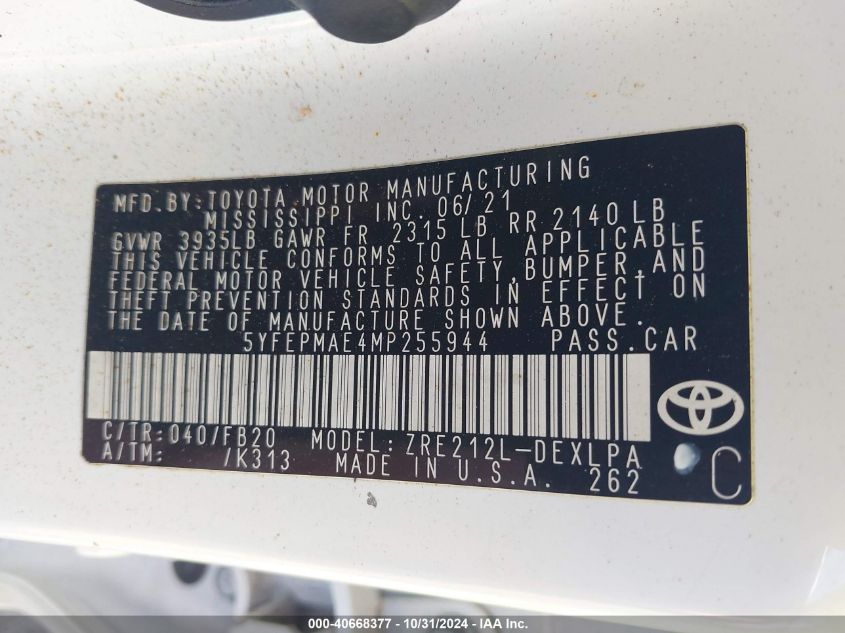 MFD.BY:TOYOTA MOTOR MANUFACTURING
MISSISSIPPI INC. 06/21
GVWR 3935LB GAWR FR 2315 LB RR 2140 LB
THIS VEHICLE CONFORMS TO ALL APPLICABLE
FEDERAL MOTOR VEHICLE SAFETY,BUMPER,AND
THEFT PREVENTION STANDARDS IN EFFECT ON
THE DATE OF MANUFACTURE SHOWN ABOVE.
5YFEPMAE4MP255944 PASS.CAR
C/TR:040/FB20 MODEL:ZRE212L-DEXLPA
A/TM: /K313 MADE IN U.S.A. 262
C
000-40668377 - 10/31/2024 - IAA Inc.